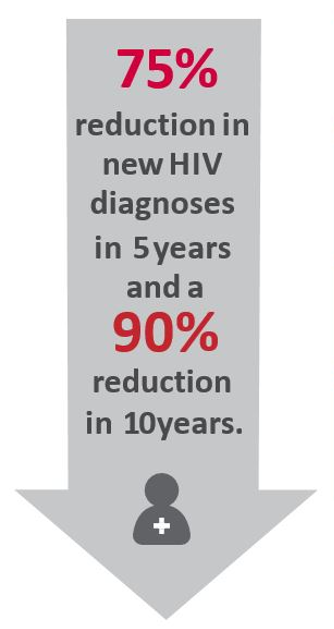 75%
reduction in
new HIV
diagnoses
in 5years
and a
90%
reduction
in 10years.